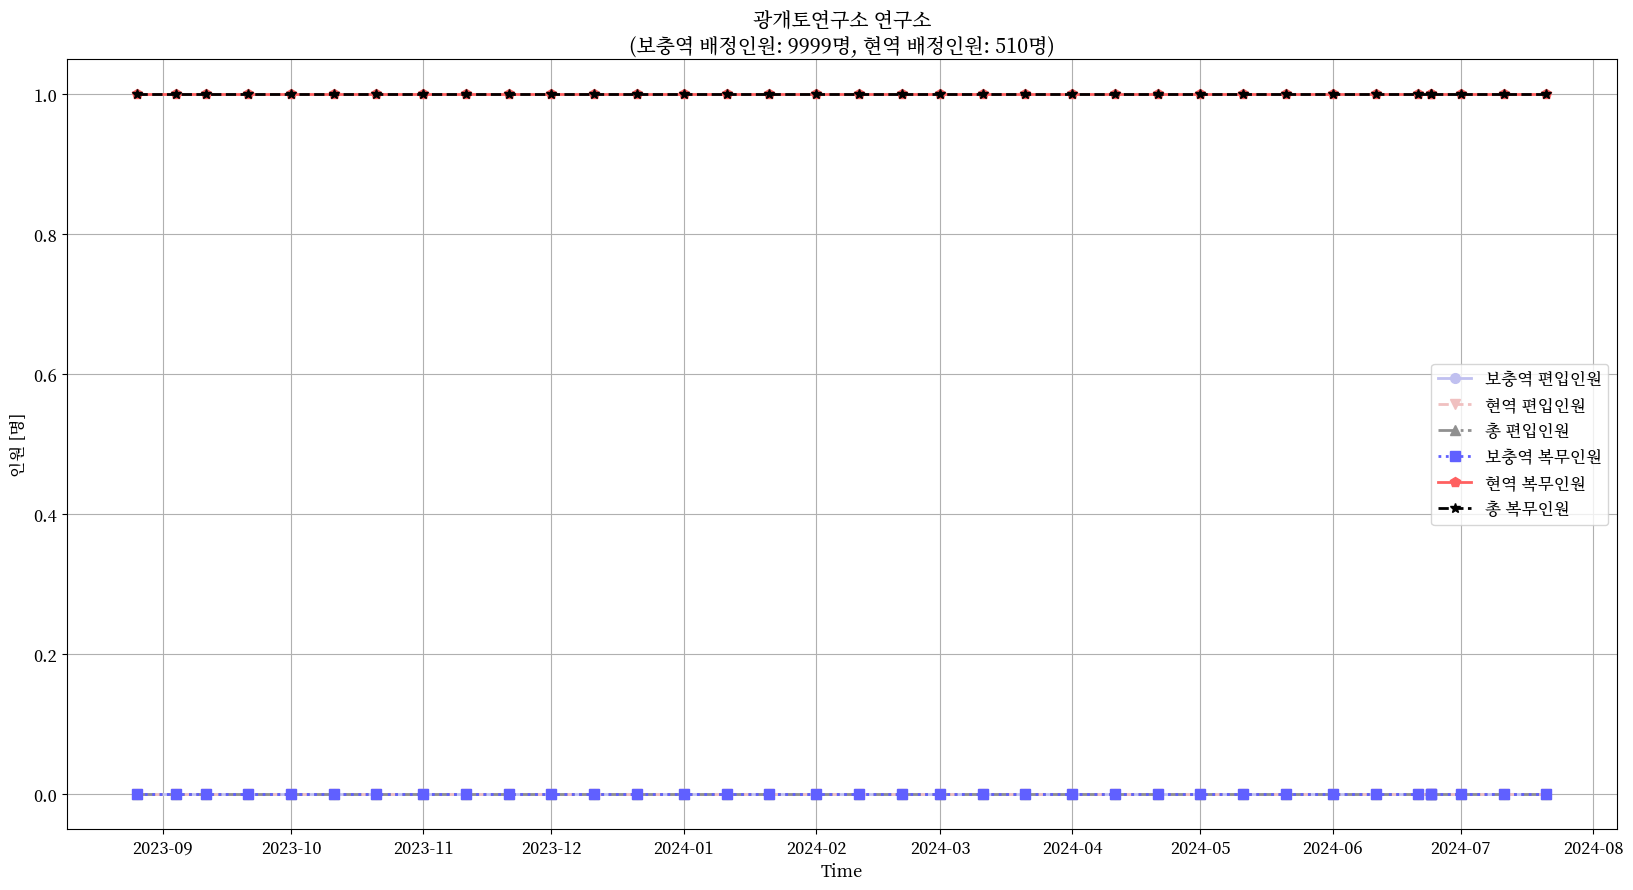 광개토연구소 연구소
(보충역 배정인원: 9999명, 현역 배정인원: 510명)
1.0
0.8
0.6
0.4
0.2
0.0
인원 [명]
보충역 편입인원
현역 편입인원
총 편입인원
보충역 복무인원
현역 복무인원
총 복무인원
2023-09 2023-10 2023-11 2023-12 2024-01 2024-02 2024-03 2024-04 2024-05 2024-06 2024-07 2024-08
Time